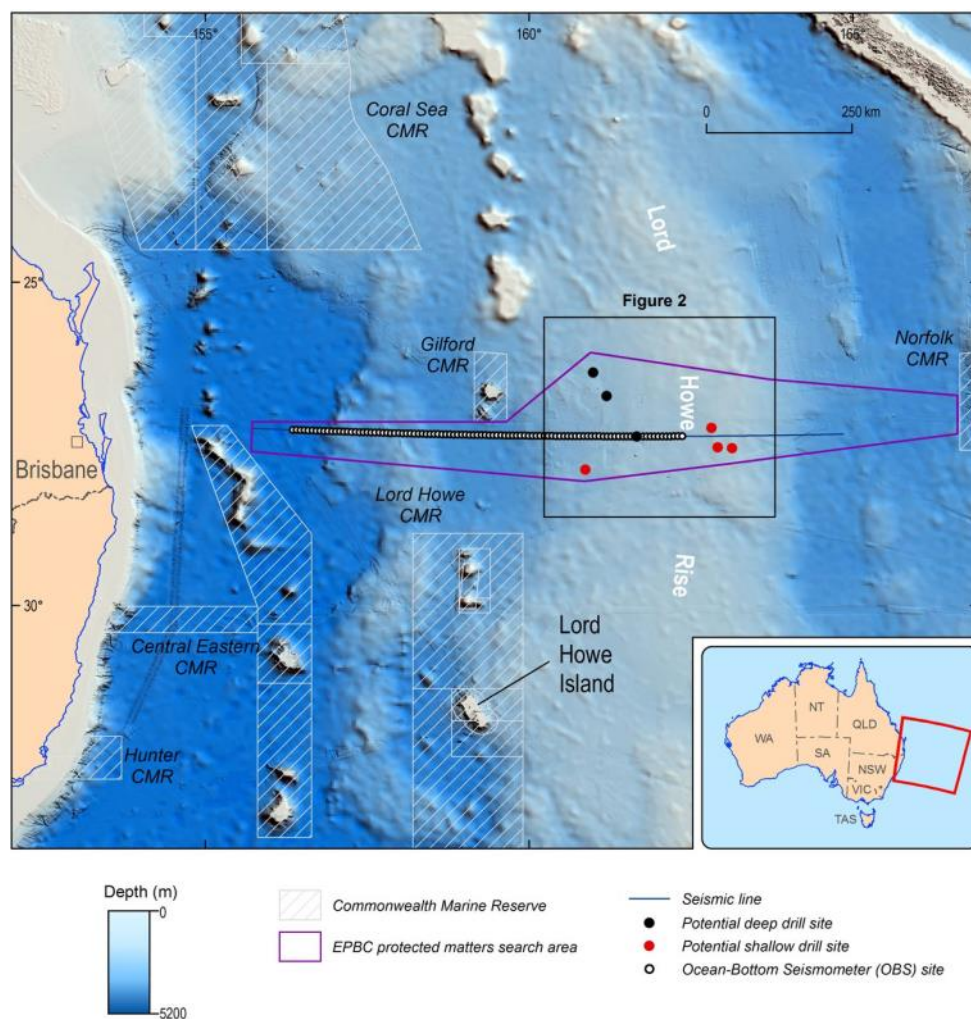 155°
160°
165°
Coral Sea
CMR
0
250 km
Lord
25°
Figure 2
Gilford
CMR
Norfolk
CMR
Howe
Brisbane
Lord Howe
CMR
Rise
30°
Central Eastern
CMR
Lord
Howe
Island
Hunter
CMR
NT
QLD
WA
SA
NSW
VIC
TAS
Depth (m)
0
5200
Commonwealth Marine Reserve
EPBC protected matters search area
Seismic line
Potential deep drill site
Potential shallow drill site
Ocean-Bottom Seismometer (OBS) site